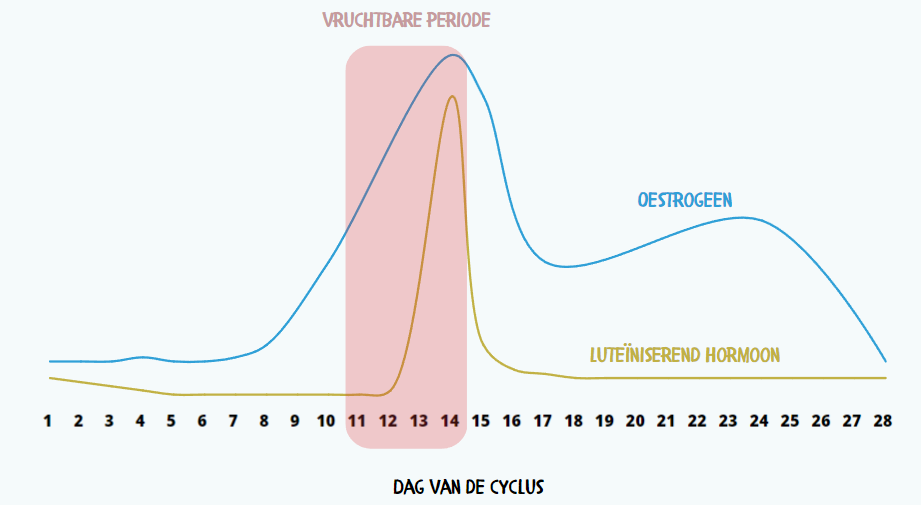 VRUCHTBARE PERIODE
OESTROGEEN
LUTEÏNISEREND HORMOON
1 2 3 4 5 6 7 8 9 10 11 12 13 14 15 16 17 18 19 20 21 22 23 24 25 26 27 28
DAG VAN DE CYCLUS